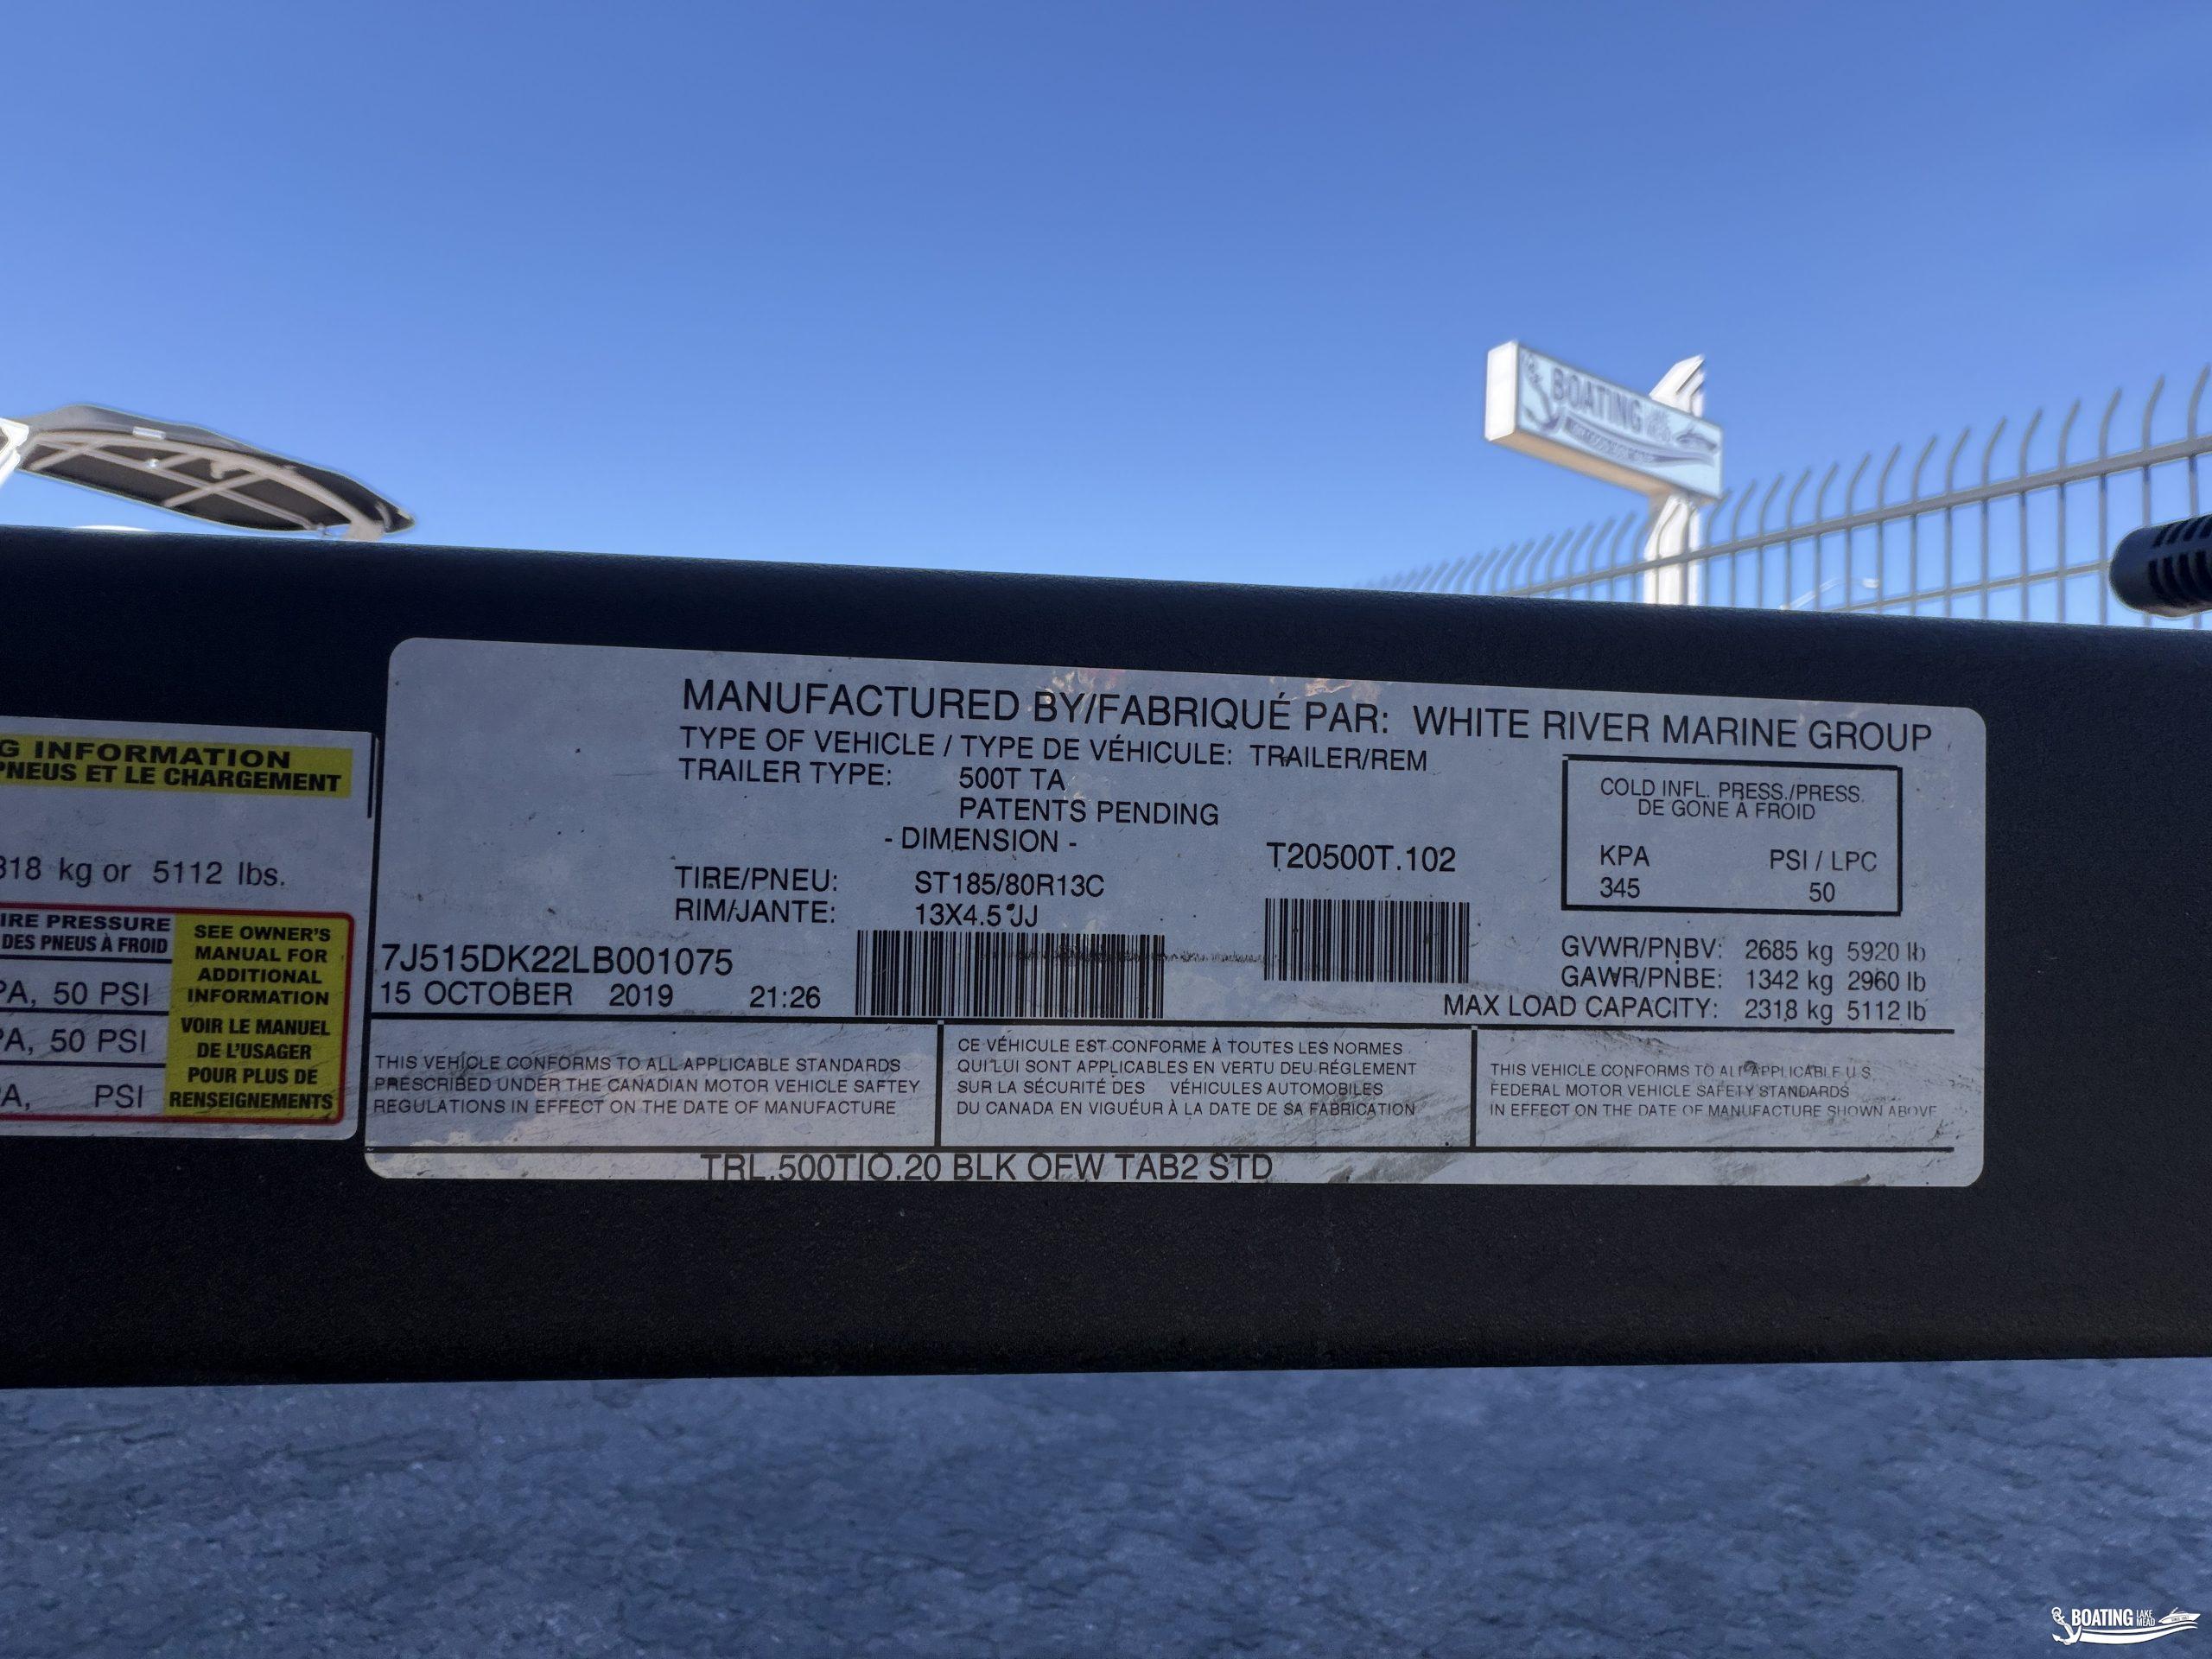 BOATING
G INFORMATION
PNEUS ET LE CHARGEMENT
318 kg or 5112 lbs.
IRE PRESSURE
DES PNEUS À FROID
PA, 50 PSI
PA, 50 PSI
A, PSI
SEE OWNER'S
MANUAL FOR
ADDITIONAL
INFORMATION
VOIR LE MANUEL
DE L'USAGER
POUR PLUS DE
RENSEIGNEMENTS
MANUFACTURED BY/FABRIQUÉ PAR: WHITE RIVER MARINE GROUP
TYPE OF VEHICLE / TYPE DE VÉHICULE: TRAILER/REM
TRAILER TYPE: 500T TA
PATENTS PENDING
- DIMENSION -
TIRE/PNEU: ST185/80R13C
RIM/JANTE: 13X4.5 JJ
T20500T.102
COLD INFL. PRESS./PRESS.
DE GONE À FROID
KPA PSI / LPC
345 50
7J515DK22LB001075
15 OCTOBER 2019 21:26
GVWR/PNBV: 2685 kg 5920 lb
GAWR/PNBE: 1342 kg 2960 lb
MAX LOAD CAPACITY: 2318 kg 5112 lb
THIS VEHICLE CONFORMS TO ALL APPLICABLE STANDARDS
PRESCRIBED UNDER THE CANADIAN MOTOR VEHICLE SAFTEY
REGULATIONS IN EFFECT ON THE DATE OF MANUFACTURE
CE VÉHICULE EST CONFORME À TOUTES LES NORMES
QUI LUI SONT APPLICABLES EN VERTU DEU RÉGLEMENT
SUR LA SÉCURITÉ DES VÉHICULES AUTOMOBILES
DU CANADA EN VIGUÉUR À LA DATE DE SA FABRICATION
THIS VEHICLE CONFORMS TO ALL APPLICABLE U.S.
FEDERAL MOTOR VEHICLE SAFETY STANDARDS
IN EFFECT ON THE DATE OF MANUFACTURE SHOWN ABOVE
TRL.500TIO.20 BLK OFW TAB2 STD
BOATING LAKE MEAD